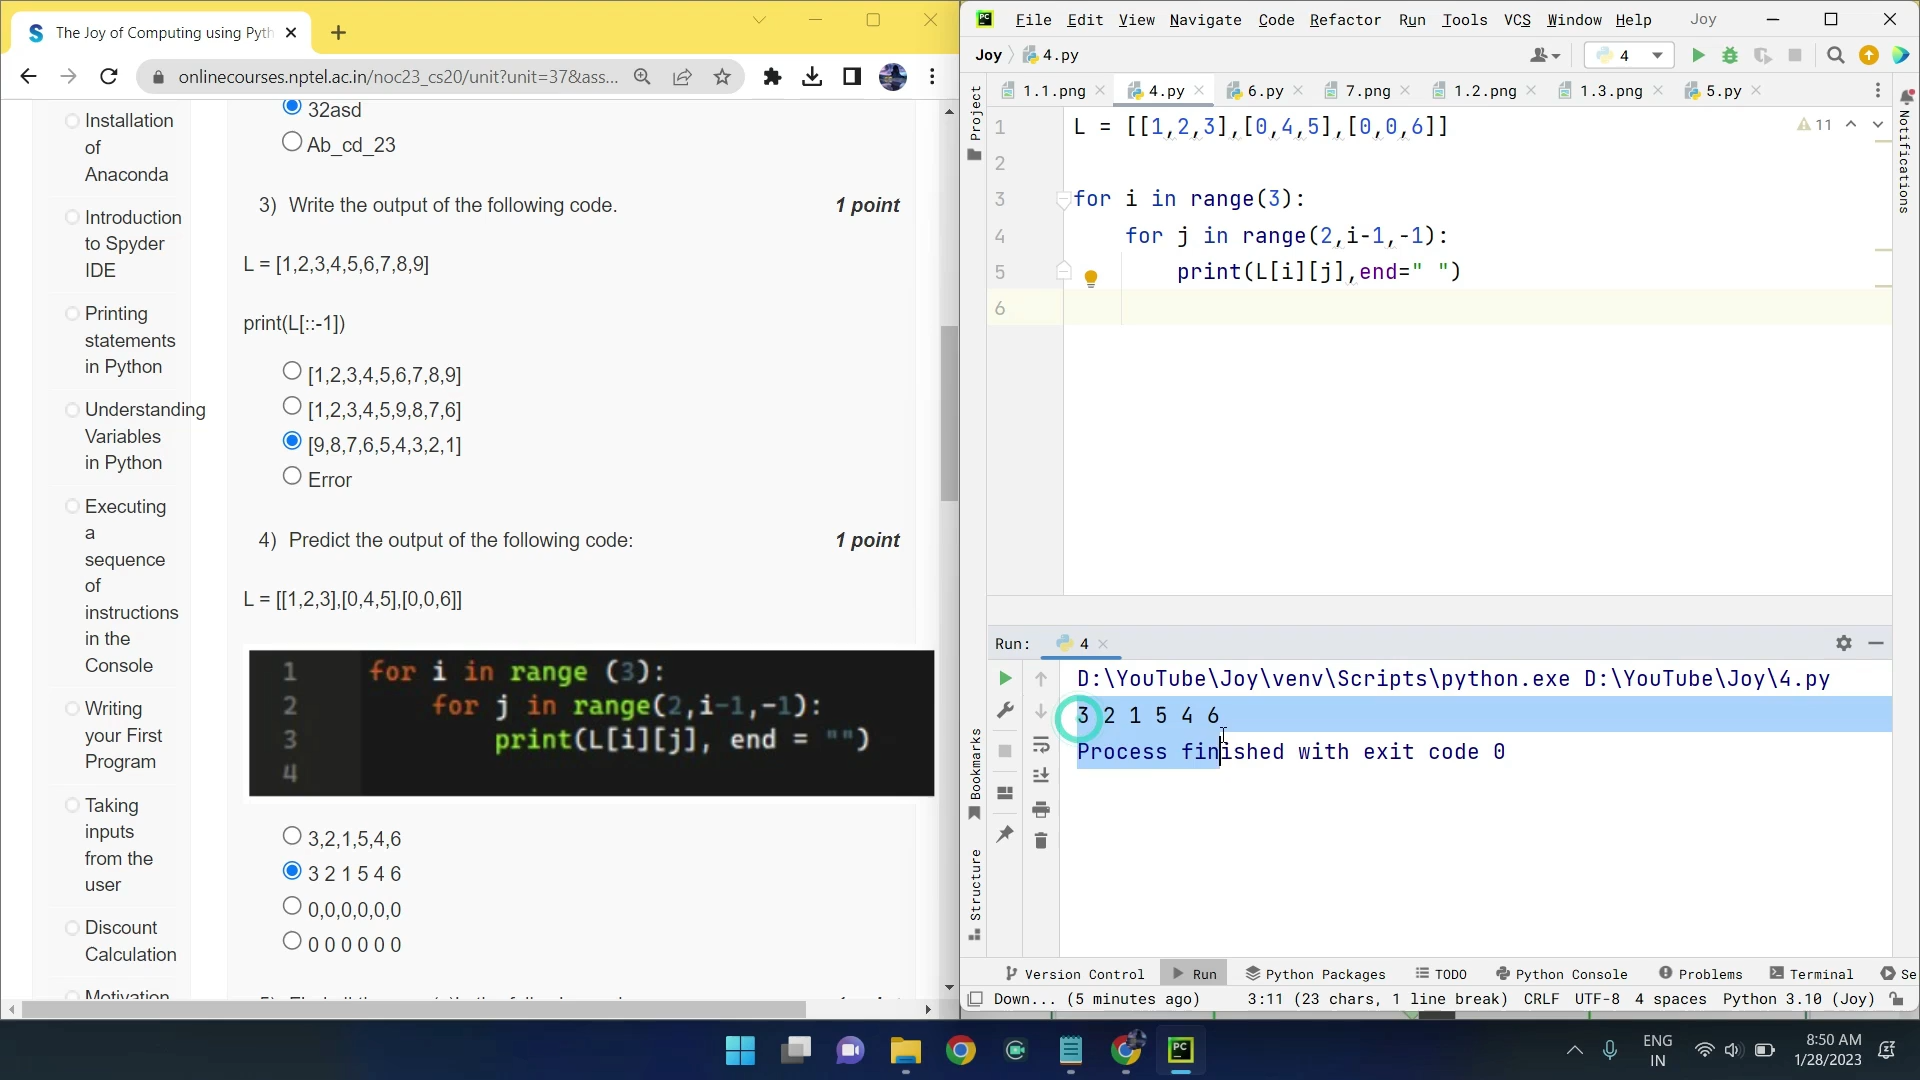 The Joy of Computing using Pyth
onlinecourses.nptel.ac.in/noc23_cs20/unit?unit=37&ass...
Installation
of
Anaconda
Introduction
to Spyder
IDE
Printing
statements
in Python
Understanding
Variables
in Python
Executing
a
sequence
of
instructions
in the
Console
Writing
your First
Program
Taking
inputs
from the
user
Discount
Calculation
Motivation
32asd
Ab_cd_23
3) Write the output of the following code. 1 point
L = [1,2,3,4,5,6,7,8,9]
print(L[::-1])
[1,2,3,4,5,6,7,8,9]
[1,2,3,4,5,9,8,7,6]
[9,8,7,6,5,4,3,2,1]
Error
4) Predict the output of the following code: 1 point
L = [[1,2,3],[0,4,5],[0,0,6]]
1 for i in range (3):
2 for j in range(2,i-1,-1):
3 print(L[i][j], end = "")
4
3,2,1,5,4,6
3 2 1 5 4 6
0,0,0,0,0,0
0 0 0 0 0 0
PC File Edit View Navigate Code Refactor Run Tools VCS Window Help Joy
Joy 4.py 4
1.1.png 4.py 6.py 7.png 1.2.png 1.3.png 5.py
Project
Notifications
11
1 L = [[1,2,3],[0,4,5],[0,0,6]]
2
3 for i in range(3):
4 for j in range(2,i-1,-1):
5 print(L[i][j],end=" ")
6
Run: 4
D:\YouTube\Joy\venv\Scripts\python.exe D:\YouTube\Joy\4.py
3 2 1 5 4 6
Process finished with exit code 0
Bookmarks
Structure
Version Control Run Python Packages TODO Python Console Problems Terminal Se
Down... (5 minutes ago) 3:11 (23 chars, 1 line break) CRLF UTF-8 4 spaces Python 3.10 (Joy)
PC
ENG
IN
8:50 AM
1/28/2023